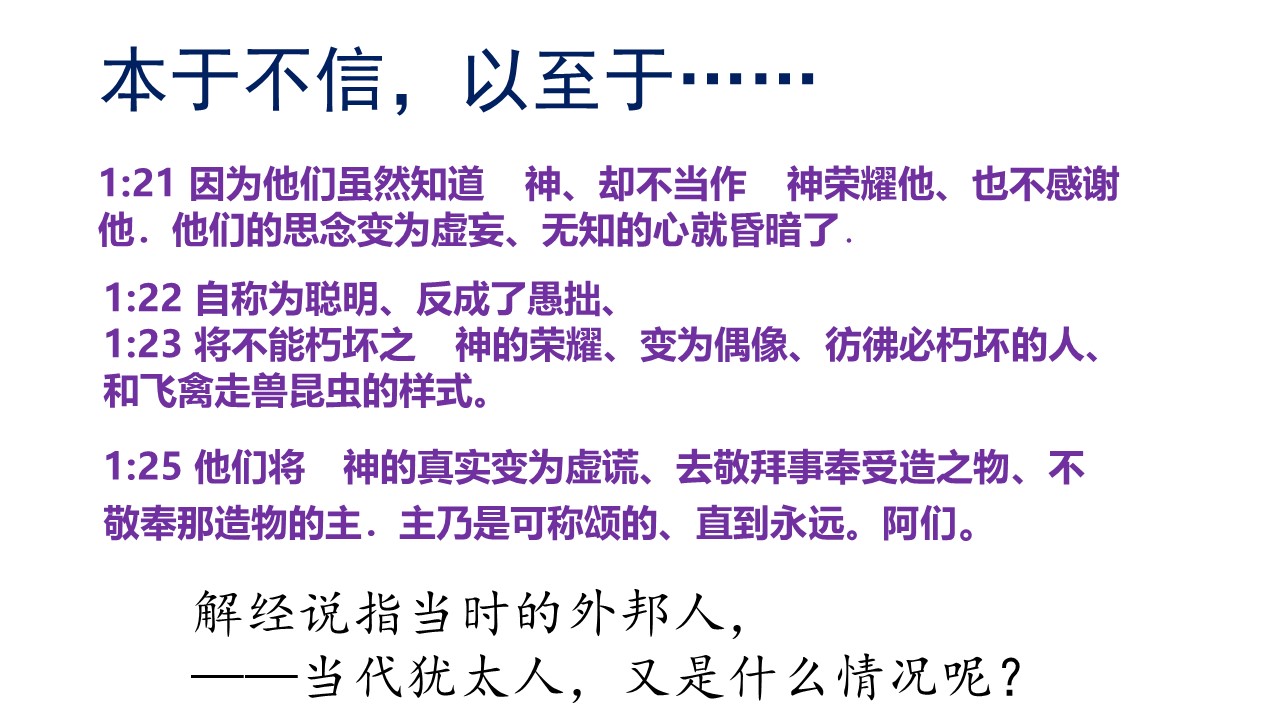 本于不信，以至于……
1:21 因为他们虽然知道　神、却不当作　神荣耀他、也不感谢
他．他们的思念变为虚妄、无知的心就昏暗了．
1:22 自称为聪明、反成了愚拙、
1:23 将不能朽坏之　神的荣耀、变为偶像、彷彿必朽坏的人、
和飞禽走兽昆虫的样式。
1:25 他们将　神的真实变为虚谎、去敬拜事奉受造之物、不
敬奉那造物的主．主乃是可称颂的、直到永远。阿们。
解经说指当时的外邦人，
——当代犹太人，又是什么情况呢？